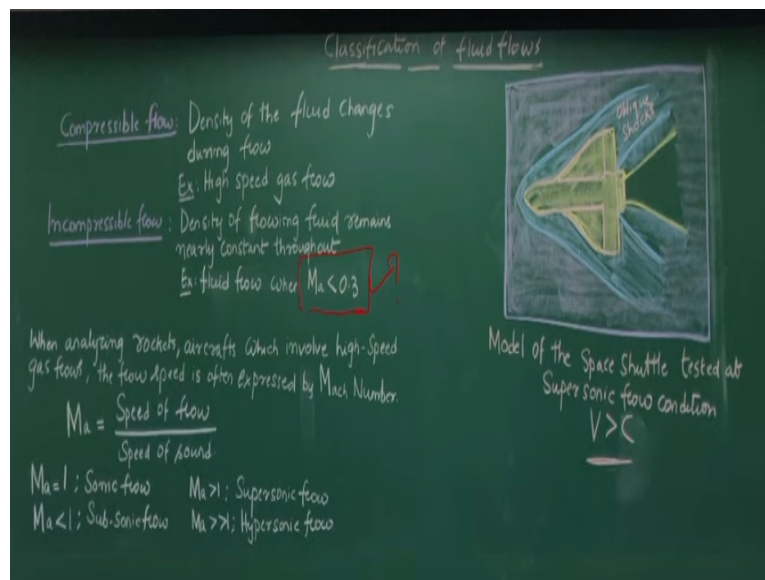 Classification of fluid flows
Compressible flow: Density of the fluid changes
during flow
Ex: High speed gas flow
Incompressible flow: Density of flowing fluid remains
nearly constant throughout
Ex: fluid flow when Ma<0.3
When analyzing rockets, aircrafts which involve high-speed
gas flows, the flow speed is often expressed by Mach Number.
Ma = Speed of flow
Speed of sound
Ma=1; Sonic flow Ma>1; Supersonic flow
Ma<1; Sub-sonic flow Ma>>1; Hypersonic flow
oblique
shocks
Model of the Space Shuttle tested at
Supersonic flow condition
V>C